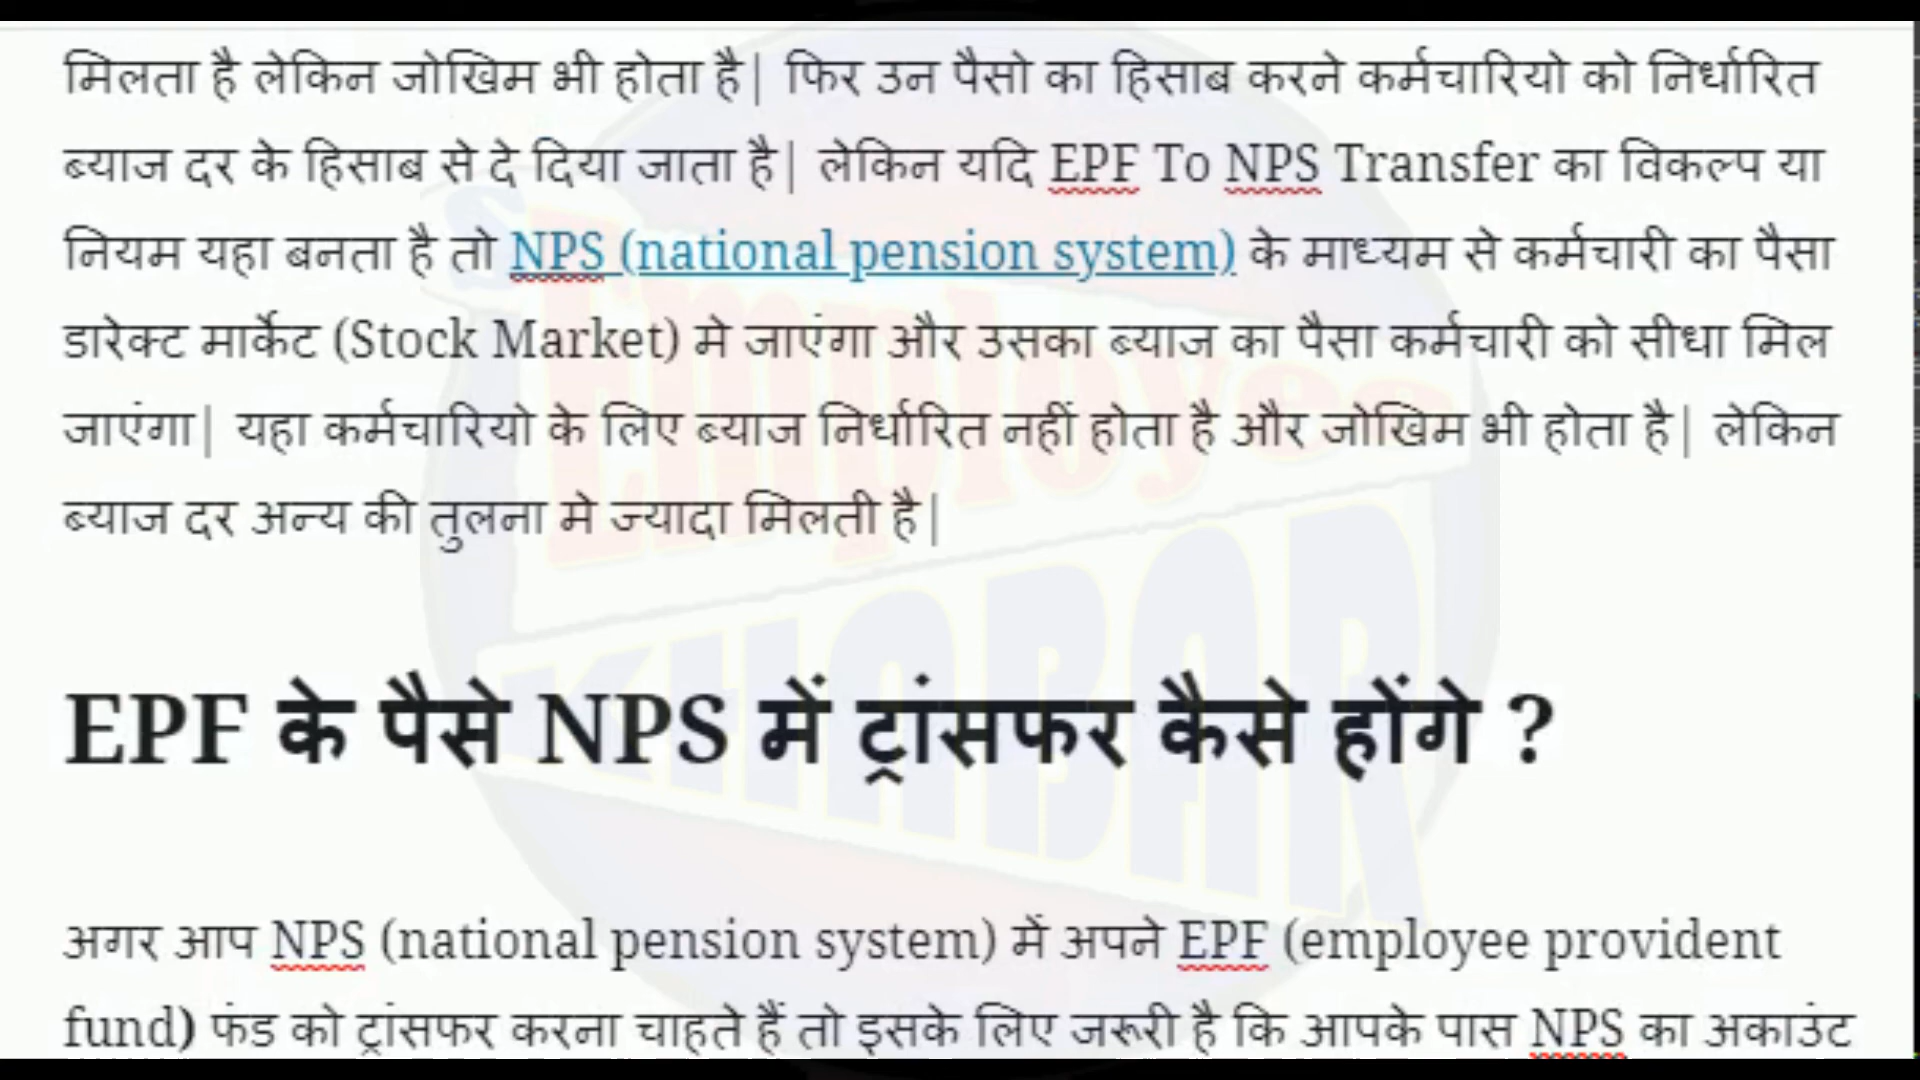 मिलता है लेकिन जोखिम भी होता है| फिर उन पैसो का हिसाब करने कर्मचारियो को निर्धारित
ब्याज दर के हिसाब से दे दिया जाता है| लेकिन यदि EPF To NPS Transfer का विकल्प या
नियम यहा बनता है तो NPS (national pension system) के माध्यम से कर्मचारी का पैसा
डारेक्ट मार्केट (Stock Market) मे जाएंगा और उसका ब्याज का पैसा कर्मचारी को सीधा मिल
जाएंगा| यहा कर्मचारियो के लिए ब्याज निर्धारित नहीं होता है और जोखिम भी होता है| लेकिन
ब्याज दर अन्य की तुलना मे ज्यादा मिलती है|
EPF के पैसे NPS में ट्रांसफर कैसे होंगे ?
अगर आप NPS (national pension system) में अपने EPF (employee provident
fund) फंड को ट्रांसफर करना चाहते हैं तो इसके लिए जरूरी है कि आपके पास NPS का अकाउंट
Employee
KHABAR